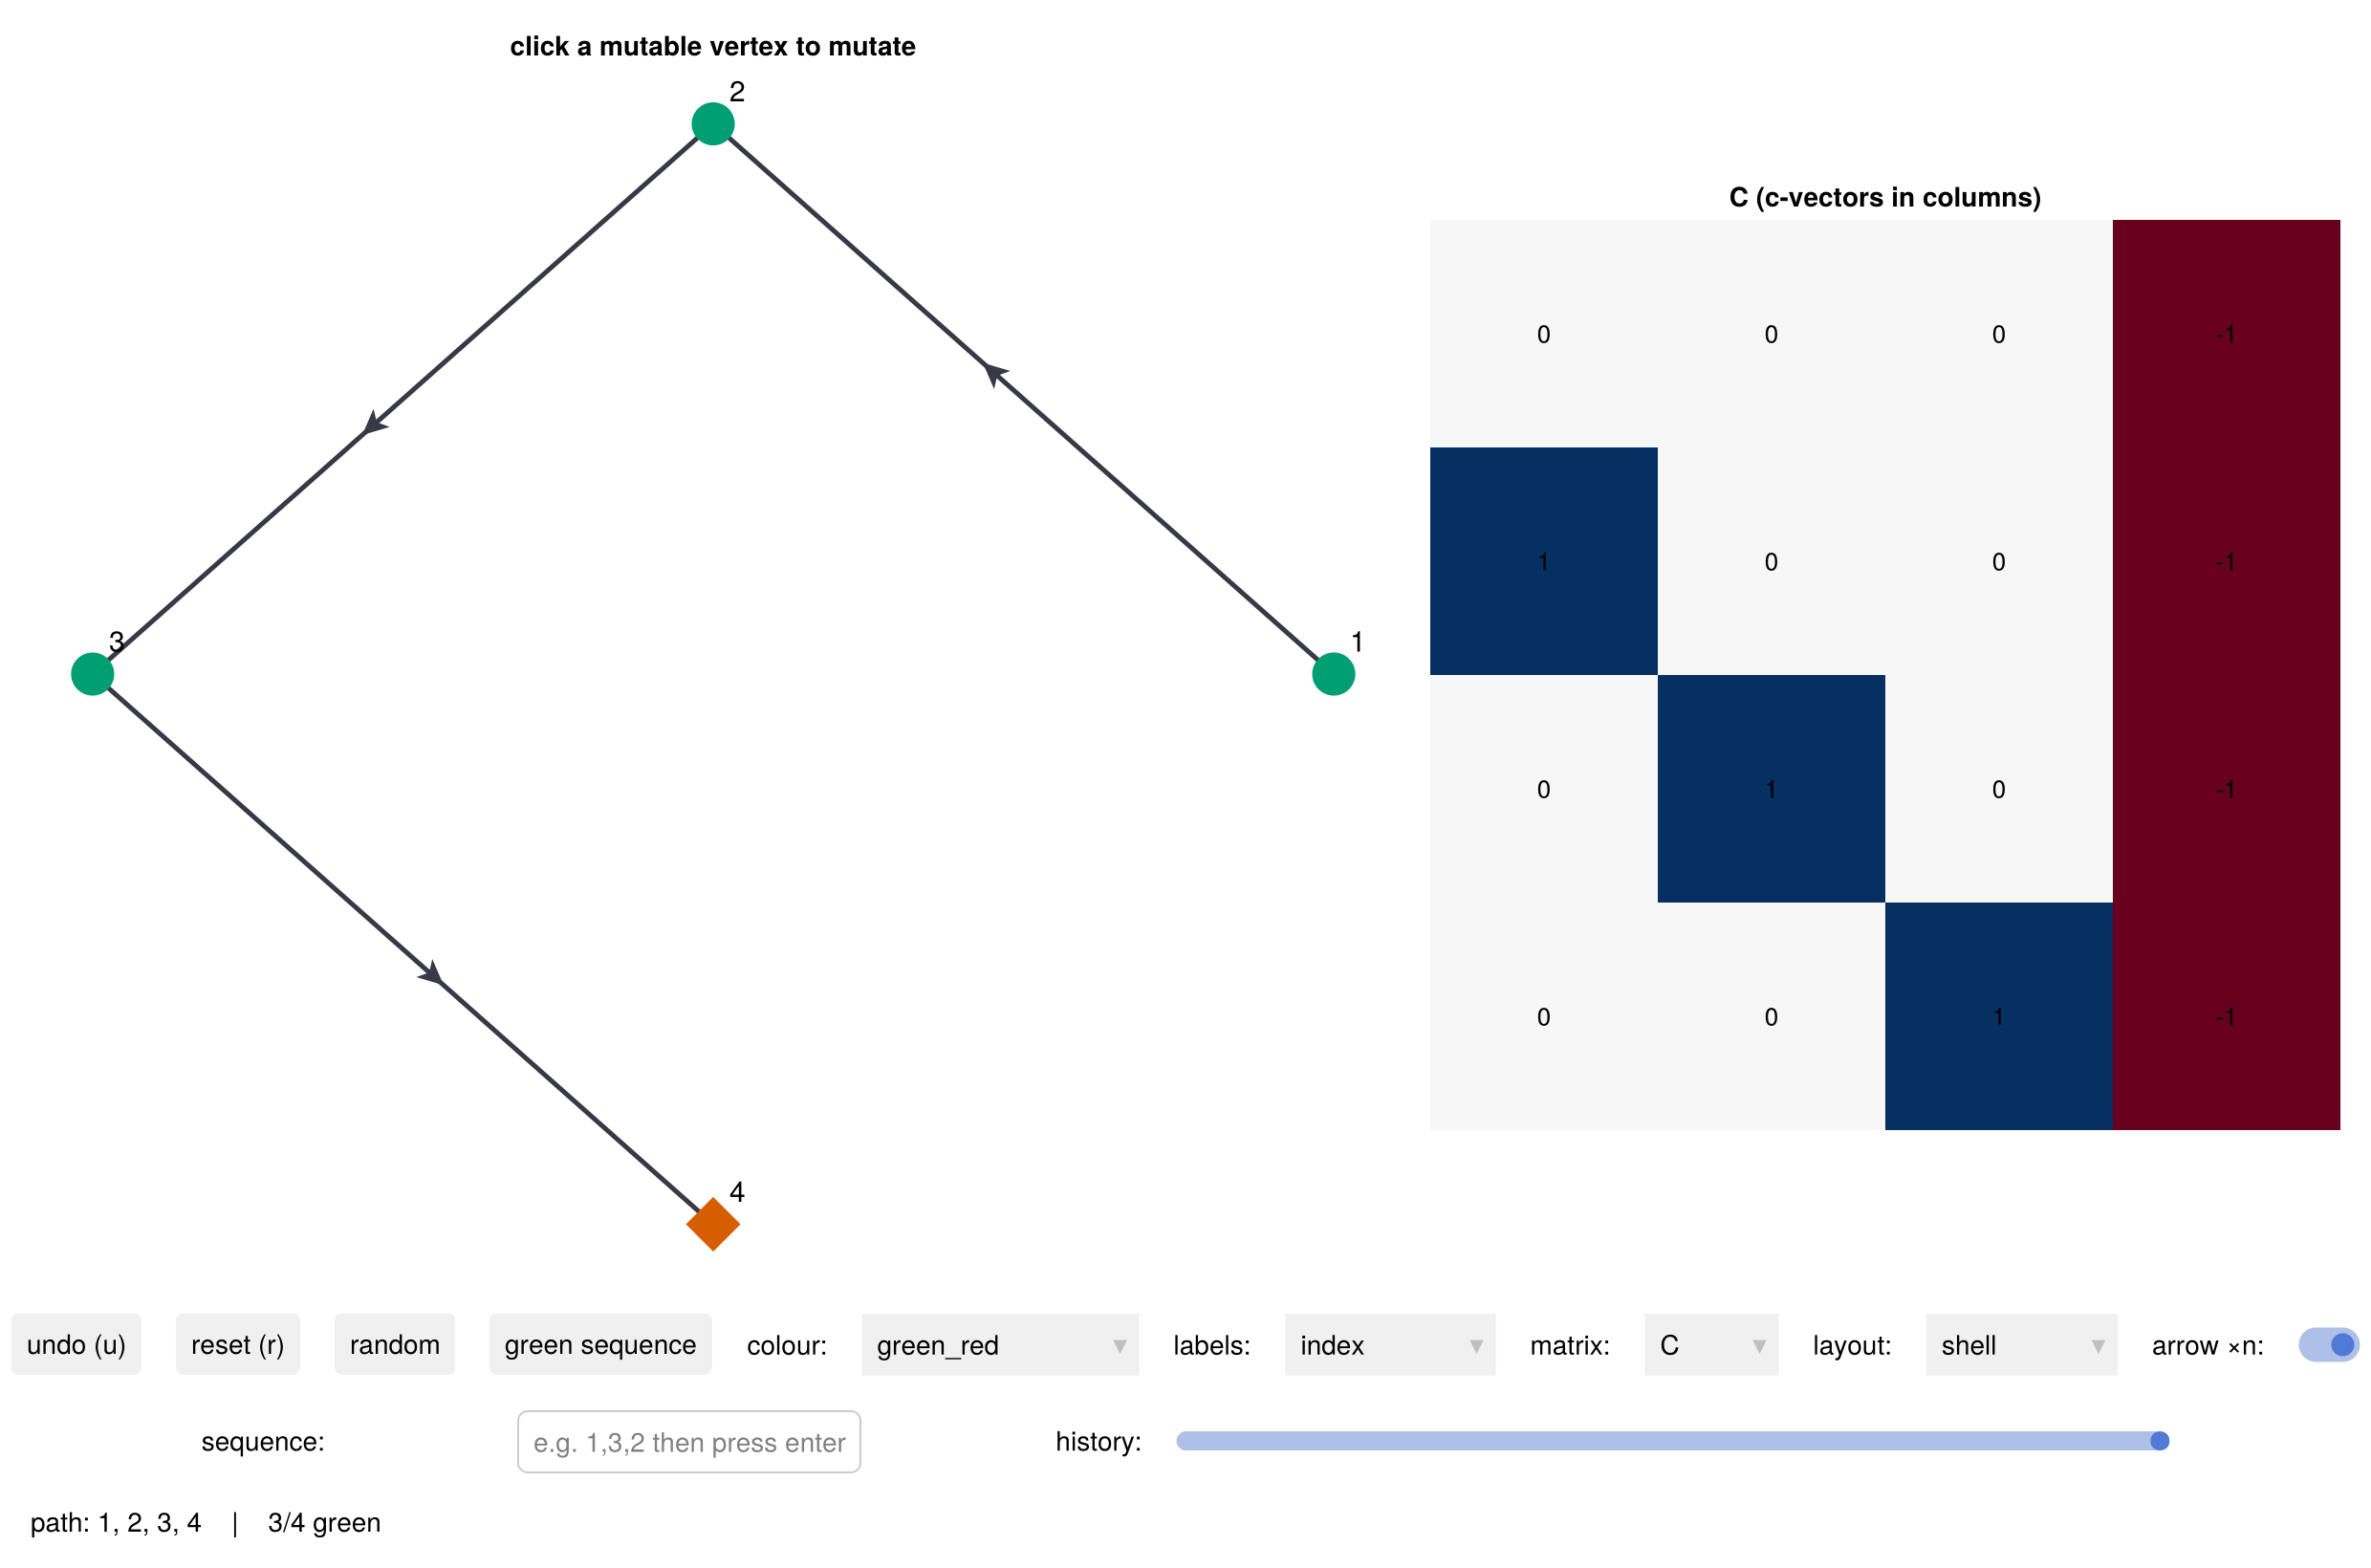 click a mutable vertex to mutate
2
3
1
4
C (c-vectors in columns)
0 0 0 -1
1 0 0 -1
0 1 0 -1
0 0 1 -1
undo (u) reset (r) random green sequence colour: green_red ▼ labels: index ▼ matrix: C ▼ layout: shell ▼ arrow ×n:
sequence: e.g. 1,3,2 then press enter history:
path: 1, 2, 3, 4 | 3/4 green